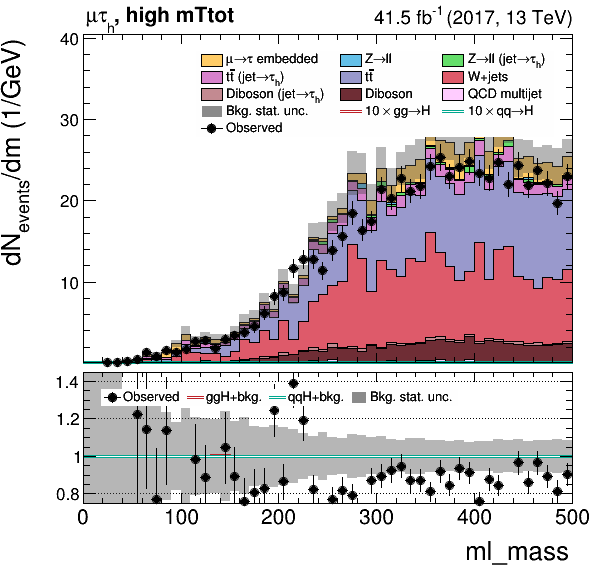 μτh, high mTtot 41.5 fb⁻¹ (2017, 13 TeV)
dNevents/dm (1/GeV)
40
30
20
10
μ→τ embedded Z→ll Z→ll (jet→τh)
tt̄ (jet→τh) tt̄ W+jets
Diboson (jet→τh) Diboson QCD multijet
Bkg. stat. unc. 10 × gg→H 10 × qq→H
Observed
1.4
1.2
1
0.8
Observed ggH+bkg. qqH+bkg. Bkg. stat. unc.
0 100 200 300 400 500
ml_mass